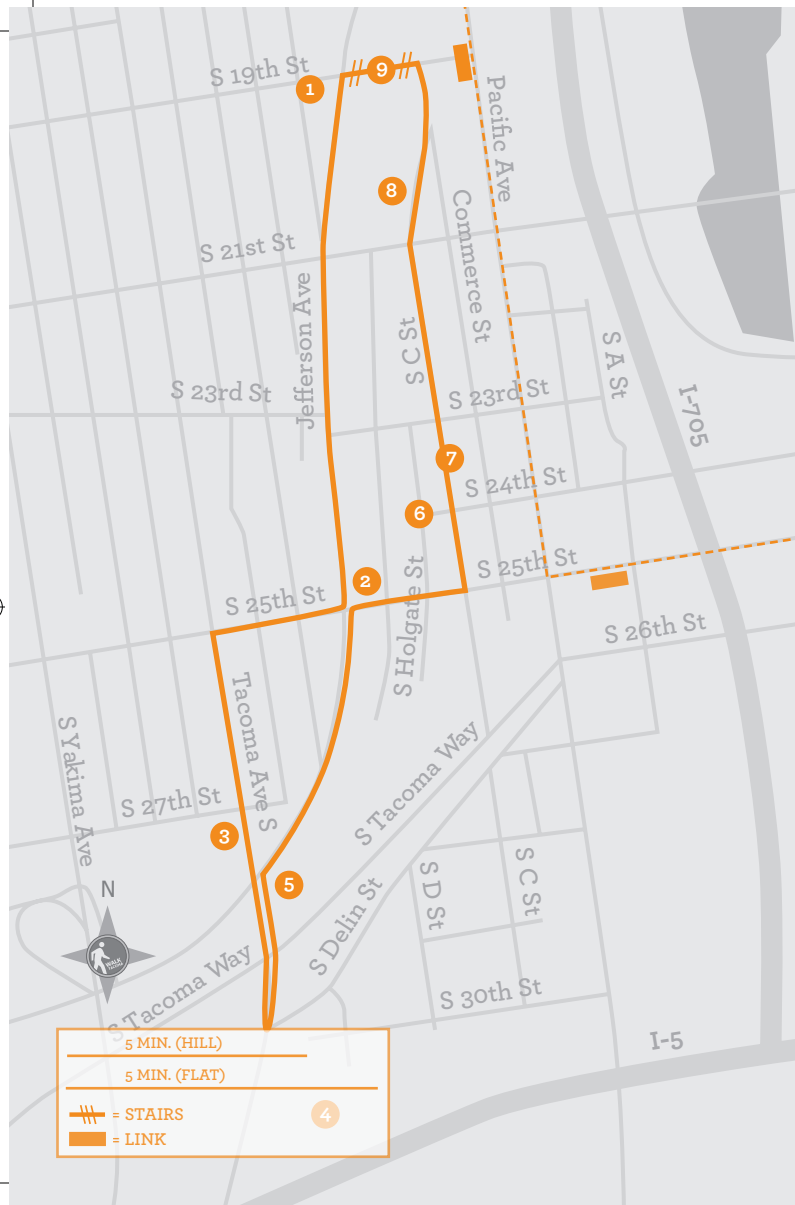 S 19th St
9
1
Pacific Ave
8
Commerce St
S 21st St
Jefferson Ave
S C St
S A St
S 23rd St
S 23rd St
I-705
7
S 24th St
6
2
S 25th St
S 25th St
S Holgate St
S 26th St
Tacoma Ave S
S Yakima Ave
S Tacoma Way
S 27th St
3
5
S D St
S C St
S Delin St
N
WALK
TACOMA
S Tacoma Way
S 30th St
I-5
5 MIN. (HILL)
5 MIN. (FLAT)
4
= STAIRS
= LINK